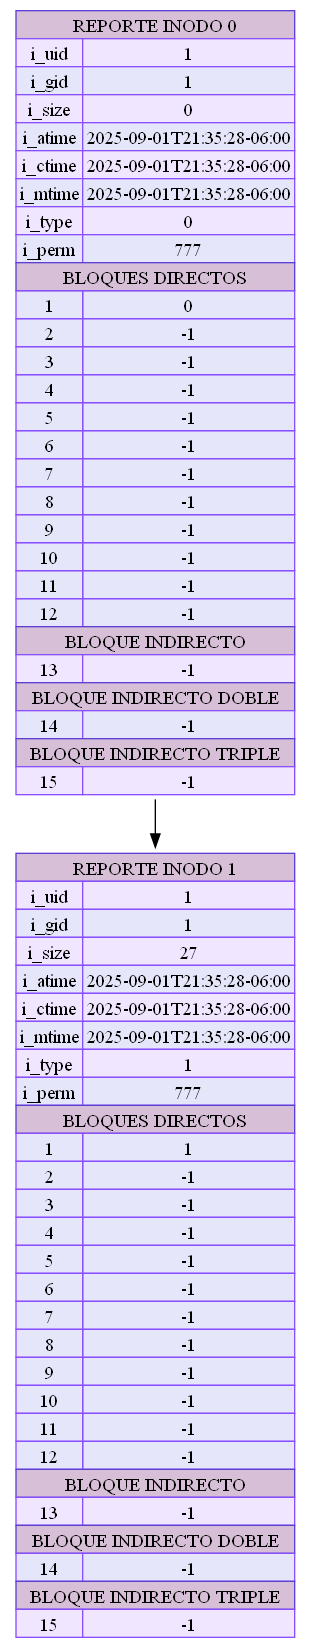 REPORTE INODO 0
i_uid 1
i_gid 1
i_size 0
i_atime 2025-09-01T21:35:28-06:00
i_ctime 2025-09-01T21:35:28-06:00
i_mtime 2025-09-01T21:35:28-06:00
i_type 0
i_perm 777
BLOQUES DIRECTOS
1 0
2 -1
3 -1
4 -1
5 -1
6 -1
7 -1
8 -1
9 -1
10 -1
11 -1
12 -1
BLOQUE INDIRECTO
13 -1
BLOQUE INDIRECTO DOBLE
14 -1
BLOQUE INDIRECTO TRIPLE
15 -1
REPORTE INODO 1
i_uid 1
i_gid 1
i_size 27
i_atime 2025-09-01T21:35:28-06:00
i_ctime 2025-09-01T21:35:28-06:00
i_mtime 2025-09-01T21:35:28-06:00
i_type 1
i_perm 777
BLOQUES DIRECTOS
1 1
2 -1
3 -1
4 -1
5 -1
6 -1
7 -1
8 -1
9 -1
10 -1
11 -1
12 -1
BLOQUE INDIRECTO
13 -1
BLOQUE INDIRECTO DOBLE
14 -1
BLOQUE INDIRECTO TRIPLE
15 -1